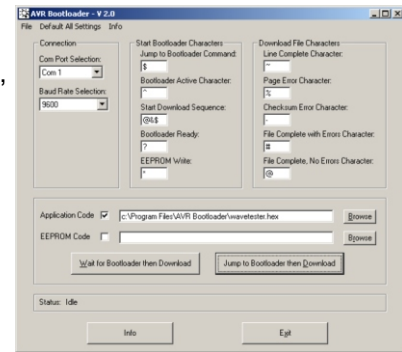 AVR Bootloader - V 2.0
File Default All Settings Info
Connection
Com Port Selection:
Com 1
Baud Rate Selection:
9600
Start Bootloader Characters
Jump to Bootloader Command:
$
Bootloader Active Character:
^
Start Download Sequence:
@&$
Bootloader Ready:
?
EEPROM Write:
*
Download File Characters
Line Complete Character:
~
Page Error Character:
%
Checksum Error Character:
-
File Complete with Errors Character:
#
File Complete, No Errors Character:
@
,
Application Code c:\Program Files\AVR Bootloader\wavetester.hex Browse
EEPROM Code Browse
Wait for Bootloader then Download Jump to Bootloader then Download
Status: Idle
Info Exit